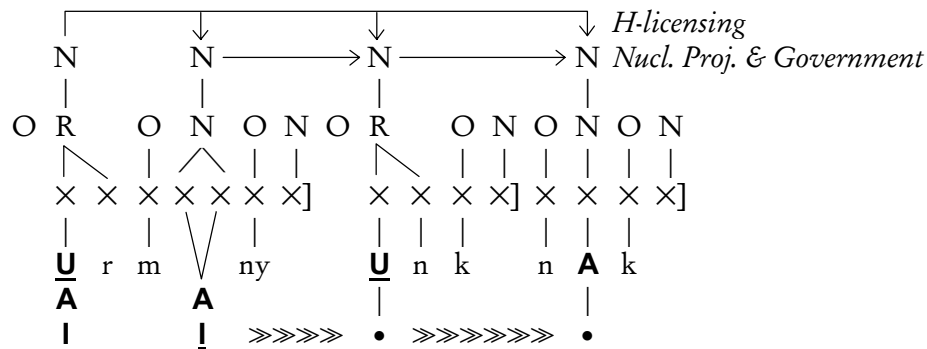 H-licensing
N N N N Nucl. Proj. & Government
O R O N O N O R O N O N O N
× × × × × × ×] × × × ×] × × × ×]
U r m ny U n k n A k
A A
I I ≫≫≫≫ • ≫≫≫≫≫≫ •